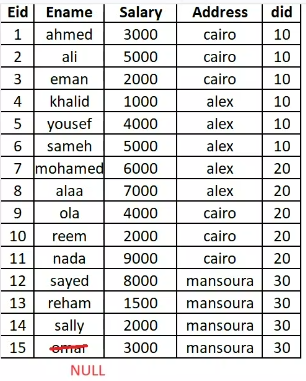 Eid Ename Salary Address did
1 ahmed 3000 cairo 10
2 ali 5000 cairo 10
3 eman 2000 cairo 10
4 khalid 1000 alex 10
5 yousef 4000 alex 10
6 sameh 5000 alex 10
7 mohamed 6000 alex 20
8 alaa 7000 alex 20
9 ola 4000 cairo 20
10 reem 2000 cairo 20
11 nada 9000 cairo 20
12 sayed 8000 mansoura 30
13 reham 1500 mansoura 30
14 sally 2000 mansoura 30
15 omar 3000 mansoura 30
NULL